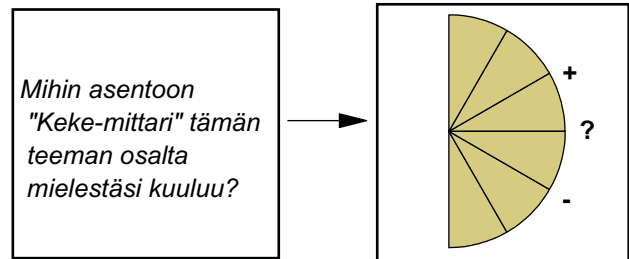 Mihin asentoon
"Keke-mittari" tämän
teeman osalta
mielestäsi kuuluu?
+
?
-